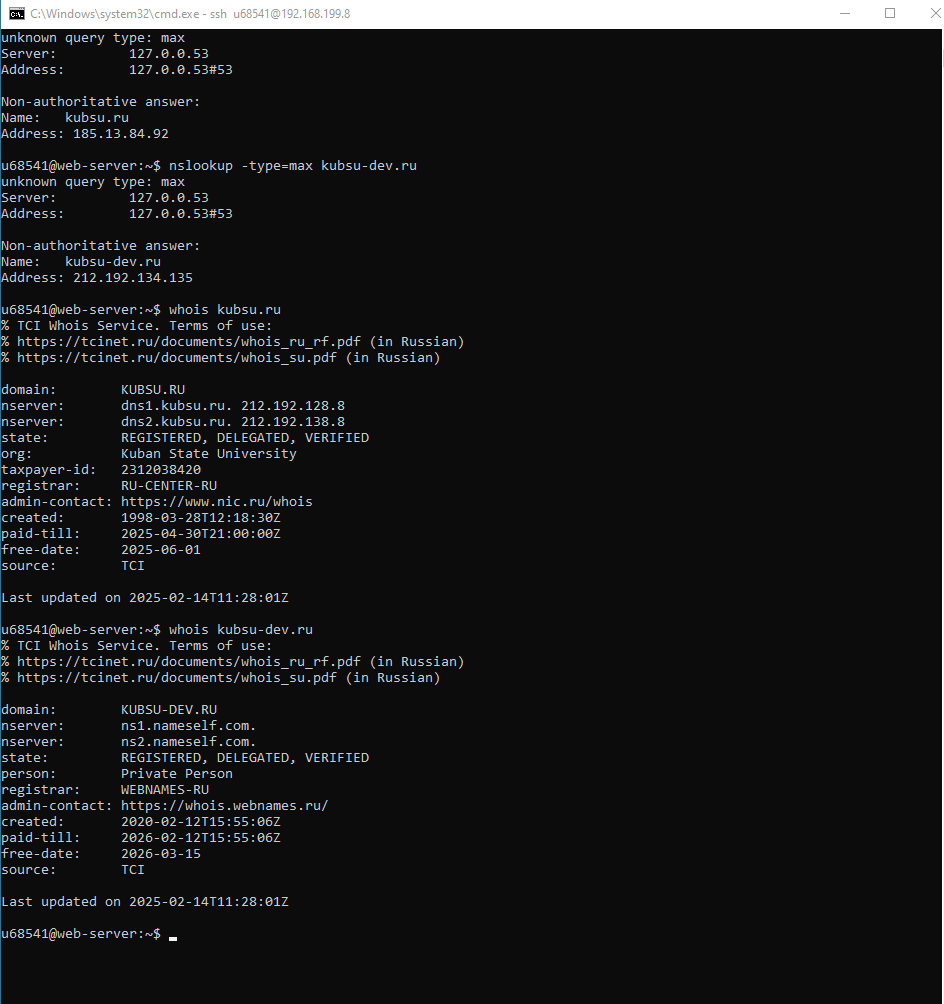 C:\Windows\system32\cmd.exe - ssh u68541@192.168.199.8
unknown query type: max
Server:         127.0.0.53
Address:        127.0.0.53#53
Non-authoritative answer:
Name:   kubsu.ru
Address: 185.13.84.92
u68541@web-server:~$ nslookup -type=max kubsu-dev.ru
unknown query type: max
Server:         127.0.0.53
Address:        127.0.0.53#53
Non-authoritative answer:
Name:   kubsu-dev.ru
Address: 212.192.134.135
u68541@web-server:~$ whois kubsu.ru
% TCI Whois Service. Terms of use:
% https://tcinet.ru/documents/whois_ru_rf.pdf (in Russian)
% https://tcinet.ru/documents/whois_su.pdf (in Russian)
domain:        KUBSU.RU
nserver:       dns1.kubsu.ru. 212.192.128.8
nserver:       dns2.kubsu.ru. 212.192.138.8
state:         REGISTERED, DELEGATED, VERIFIED
org:           Kuban State University
taxpayer-id:   2312038420
registrar:     RU-CENTER-RU
admin-contact: https://www.nic.ru/whois
created:       1998-03-28T12:18:30Z
paid-till:     2025-04-30T21:00:00Z
free-date:     2025-06-01
source:        TCI
Last updated on 2025-02-14T11:28:01Z
u68541@web-server:~$ whois kubsu-dev.ru
% TCI Whois Service. Terms of use:
% https://tcinet.ru/documents/whois_ru_rf.pdf (in Russian)
% https://tcinet.ru/documents/whois_su.pdf (in Russian)
domain:        KUBSU-DEV.RU
nserver:       ns1.nameself.com.
nserver:       ns2.nameself.com.
state:         REGISTERED, DELEGATED, VERIFIED
person:        Private Person
registrar:     WEBNAMES-RU
admin-contact: https://whois.webnames.ru/
created:       2020-02-12T15:55:06Z
paid-till:     2026-02-12T15:55:06Z
free-date:     2026-03-15
source:        TCI
Last updated on 2025-02-14T11:28:01Z
u68541@web-server:~$